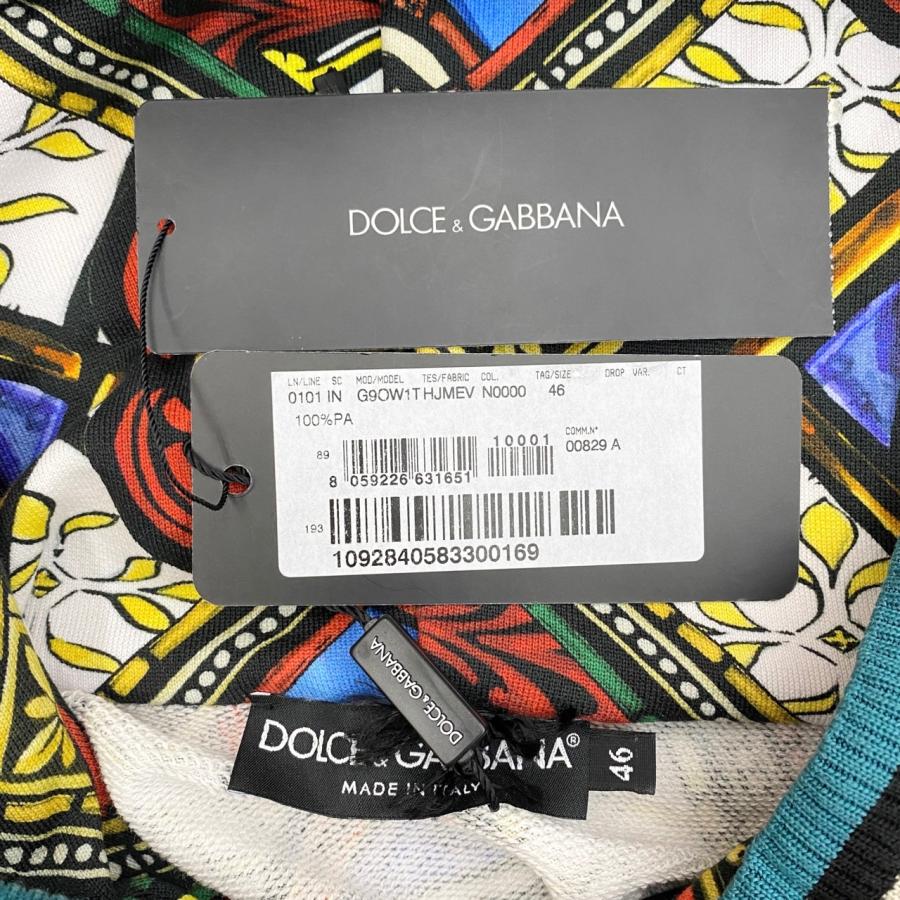 DOLCE & GABBANA
LN/LINE SC MOD/MODEL TES/FABRIC COL. TAG/SIZE DROP VAR. CT
0101 IN G9OW1T HJMEV N0000 46
100%PA
COMM.N°
10001
00829 A
89
8 059226 631651
193
1092840583300169
DOLCE & GABBANA
DOLCE & GABBANA®
MADE IN ITALY
46